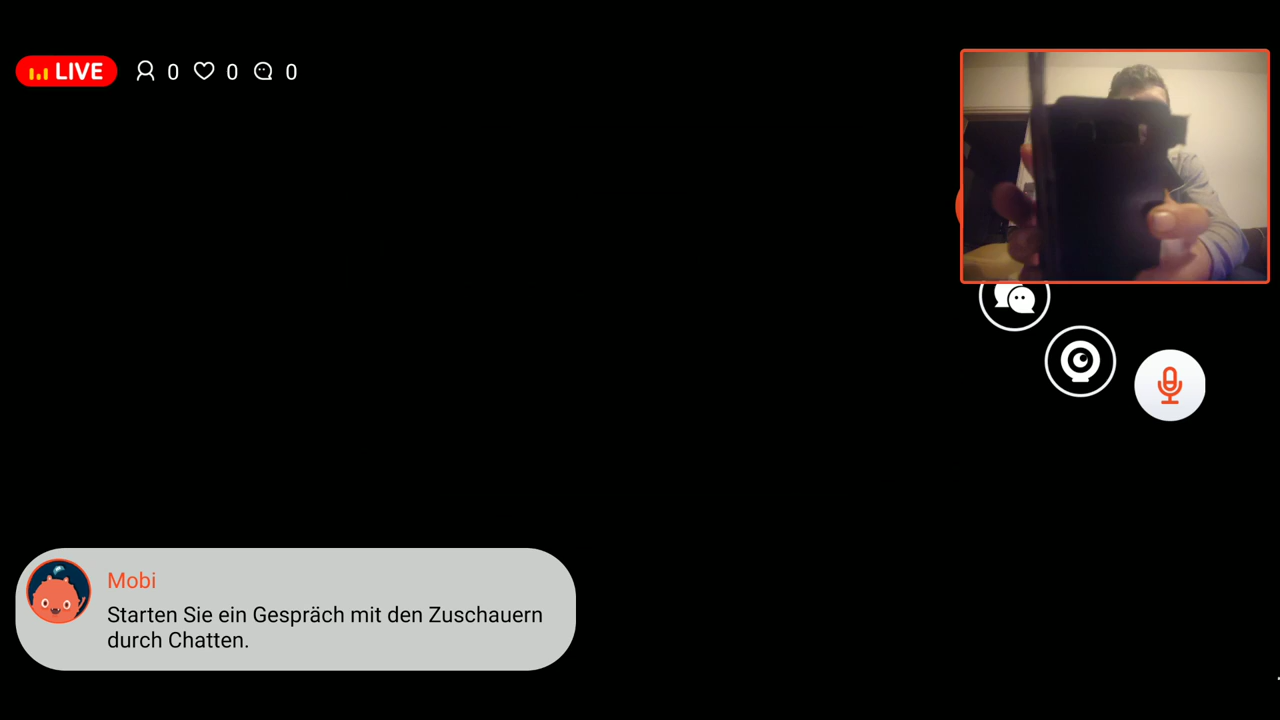 LIVE 0 0 0
Mobi
Starten Sie ein Gespräch mit den Zuschauern
durch Chatten.